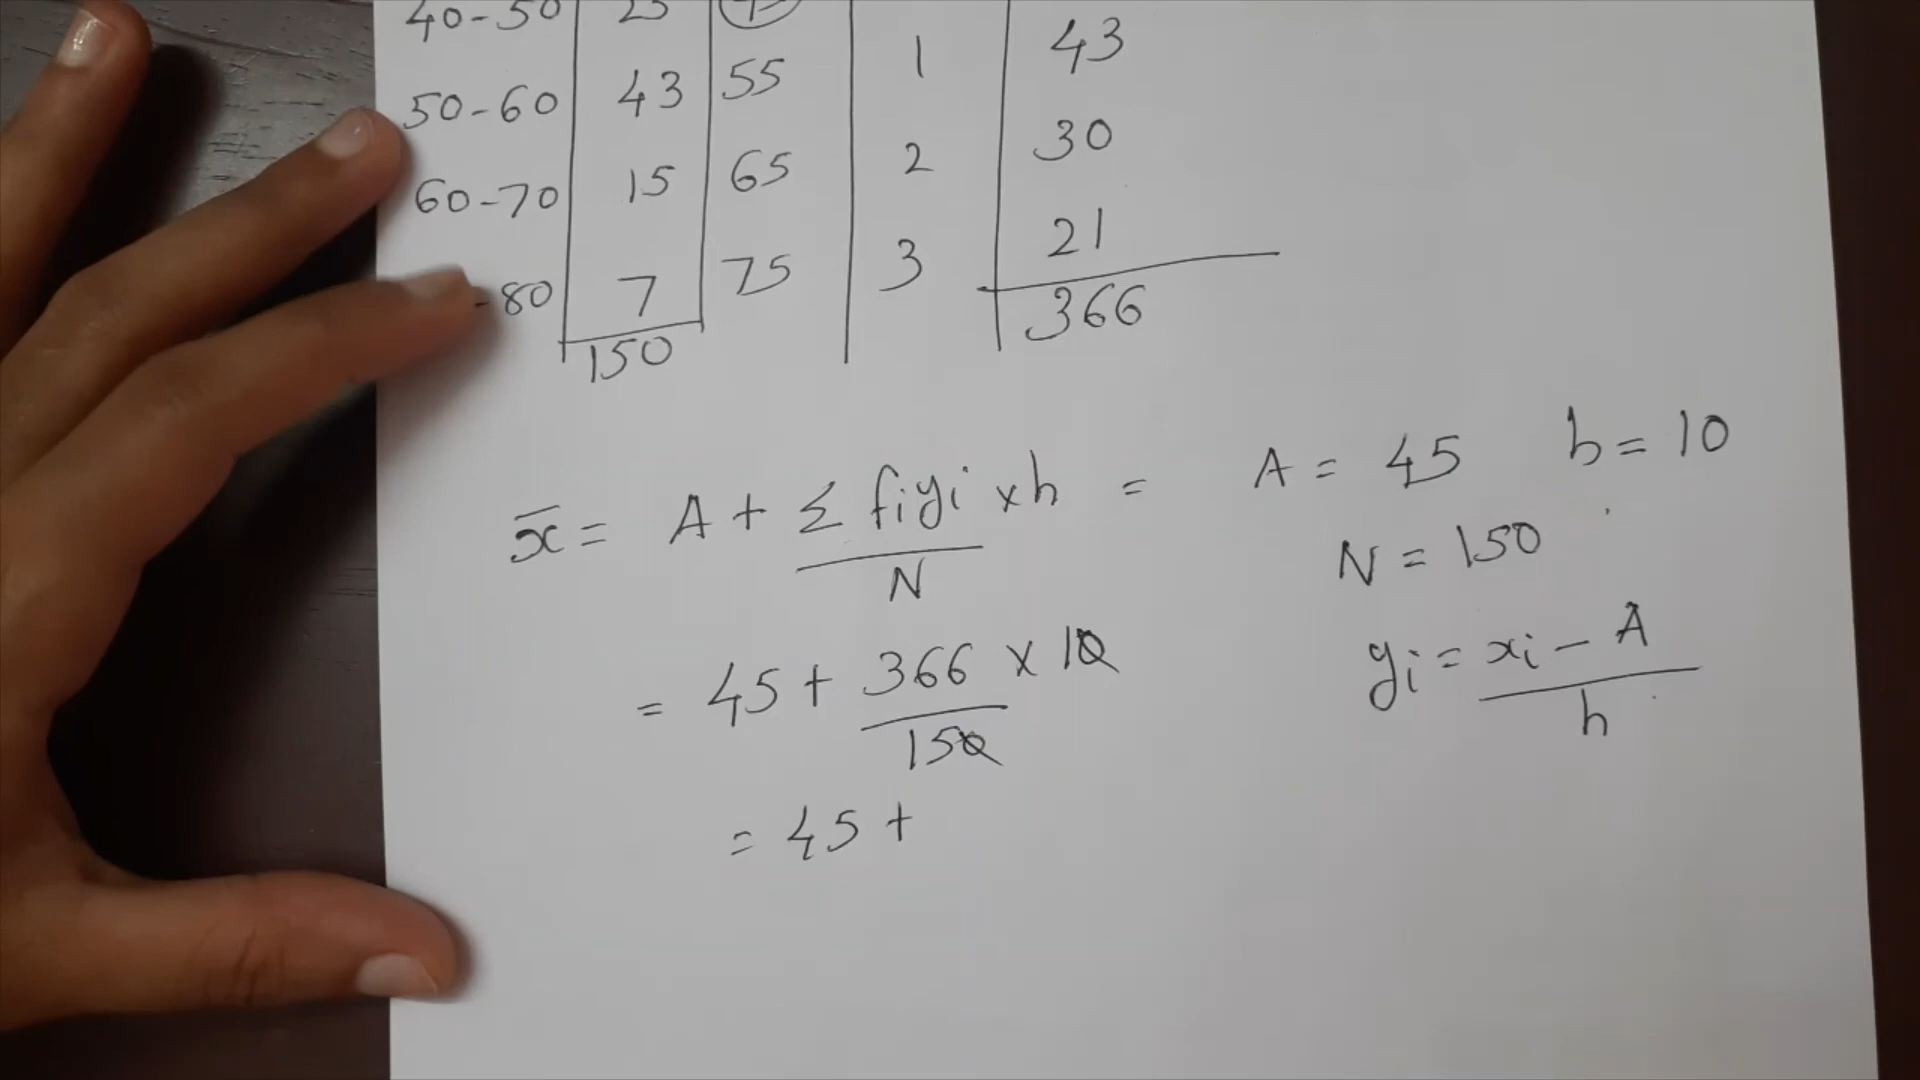 40-50 25
50-60 43 55 1 43
60-70 15 65 2 30
-80 7 75 3 21
150 366
x̄ = A + Σ fiyi × h = A = 45 h = 10
N N = 150
= 45 + 366 × 10 yi = xi - A
150 h
= 45 +